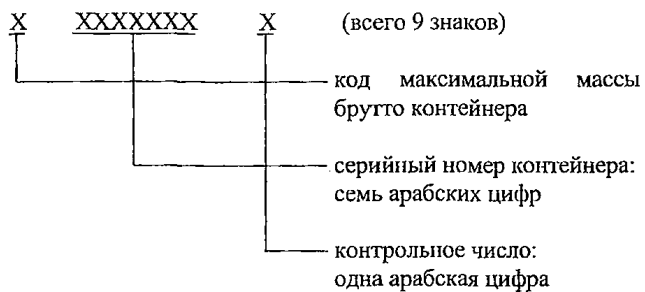 X XXXXXXX X (всего 9 знаков)
код максимальной массы
брутто контейнера
серийный номер контейнера:
семь арабских цифр
контрольное число:
одна арабская цифра